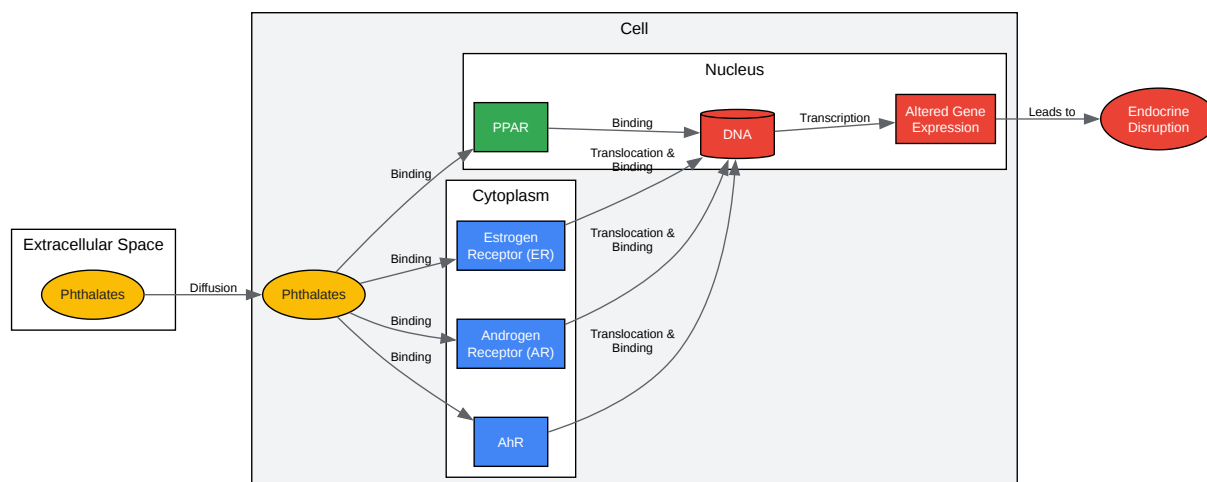 Cell
Nucleus
PPAR
Binding
DNA
Transcription
Altered Gene
Expression
Leads to
Endocrine
Disruption
Translocation &
Binding
Binding
Cytoplasm
Extracellular Space
Phthalates
Diffusion
Phthalates
Binding
Estrogen
Receptor (ER)
Translocation &
Binding
Binding
Androgen
Receptor (AR)
Translocation &
Binding
Binding
AhR